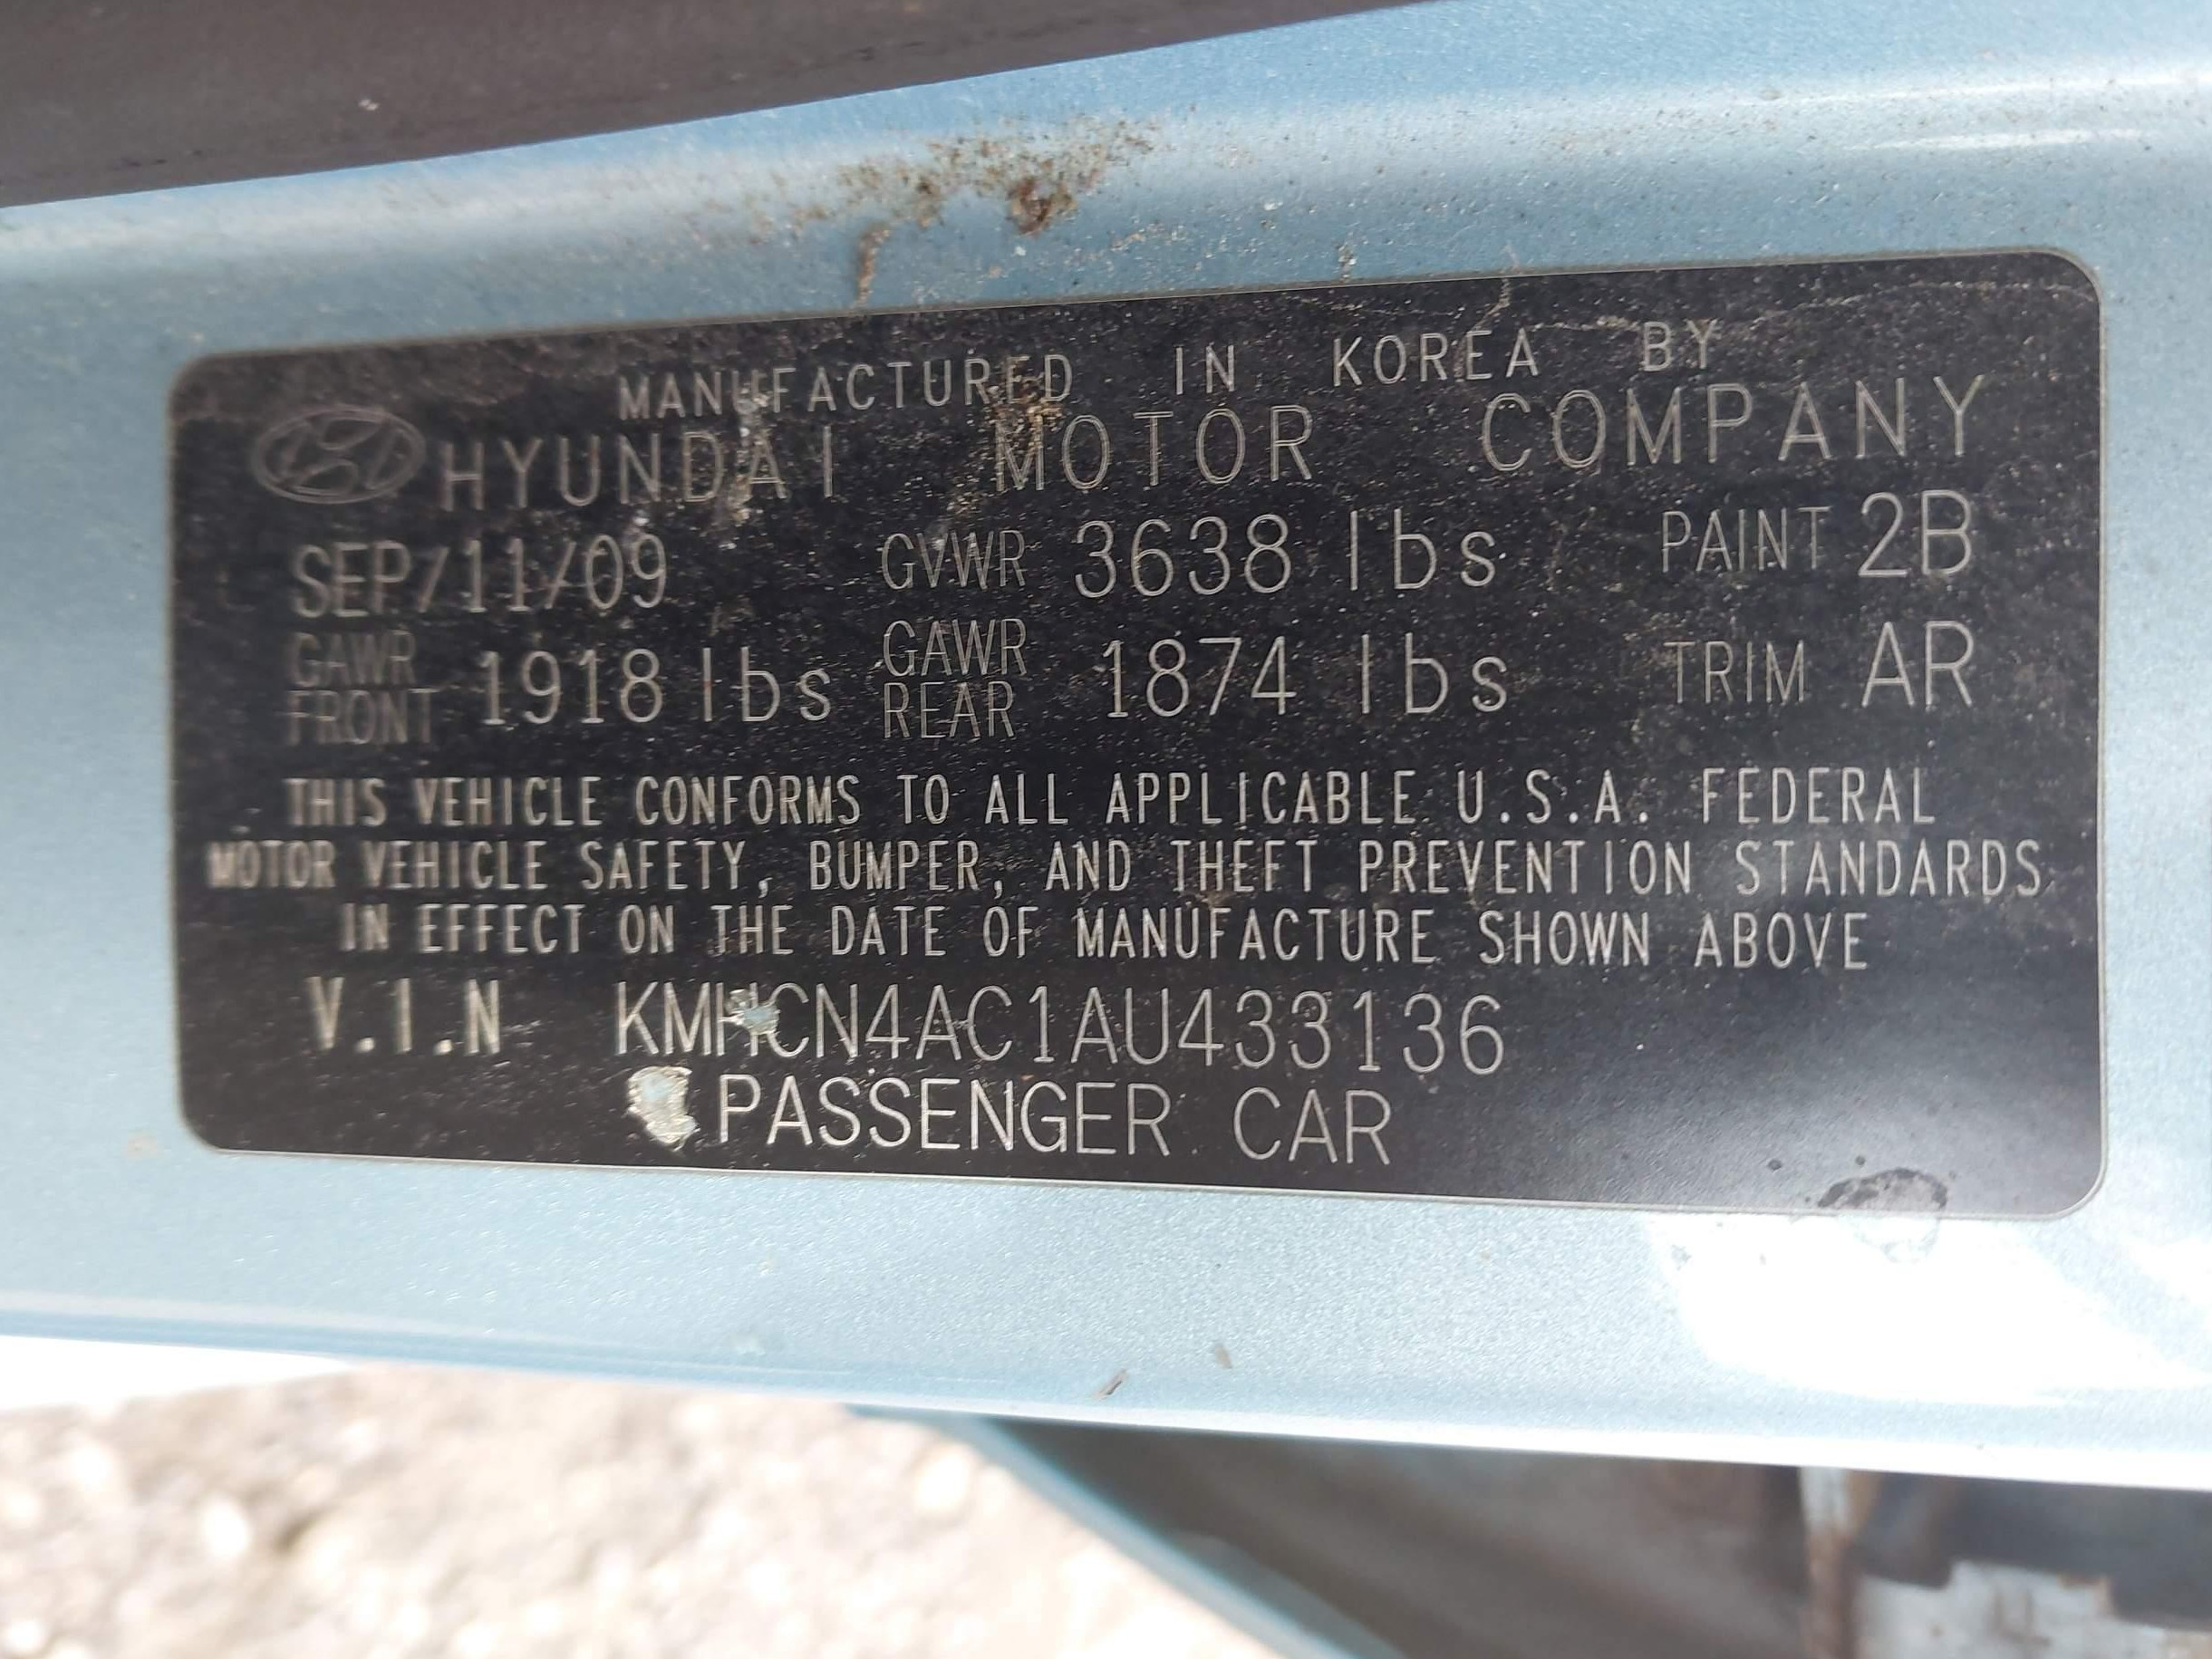 MANUFACTURED IN KOREA BY
HYUNDAI MOTOR COMPANY
SEP/11/09 GVWR 3638 lbs PAINT 2B
GAWR FRONT 1918 lbs GAWR REAR 1874 lbs TRIM AR
THIS VEHICLE CONFORMS TO ALL APPLICABLE U.S.A. FEDERAL
MOTOR VEHICLE SAFETY, BUMPER, AND THEFT PREVENTION STANDARDS
IN EFFECT ON THE DATE OF MANUFACTURE SHOWN ABOVE
V.I.N KMHCN4AC1AU433136
PASSENGER CAR